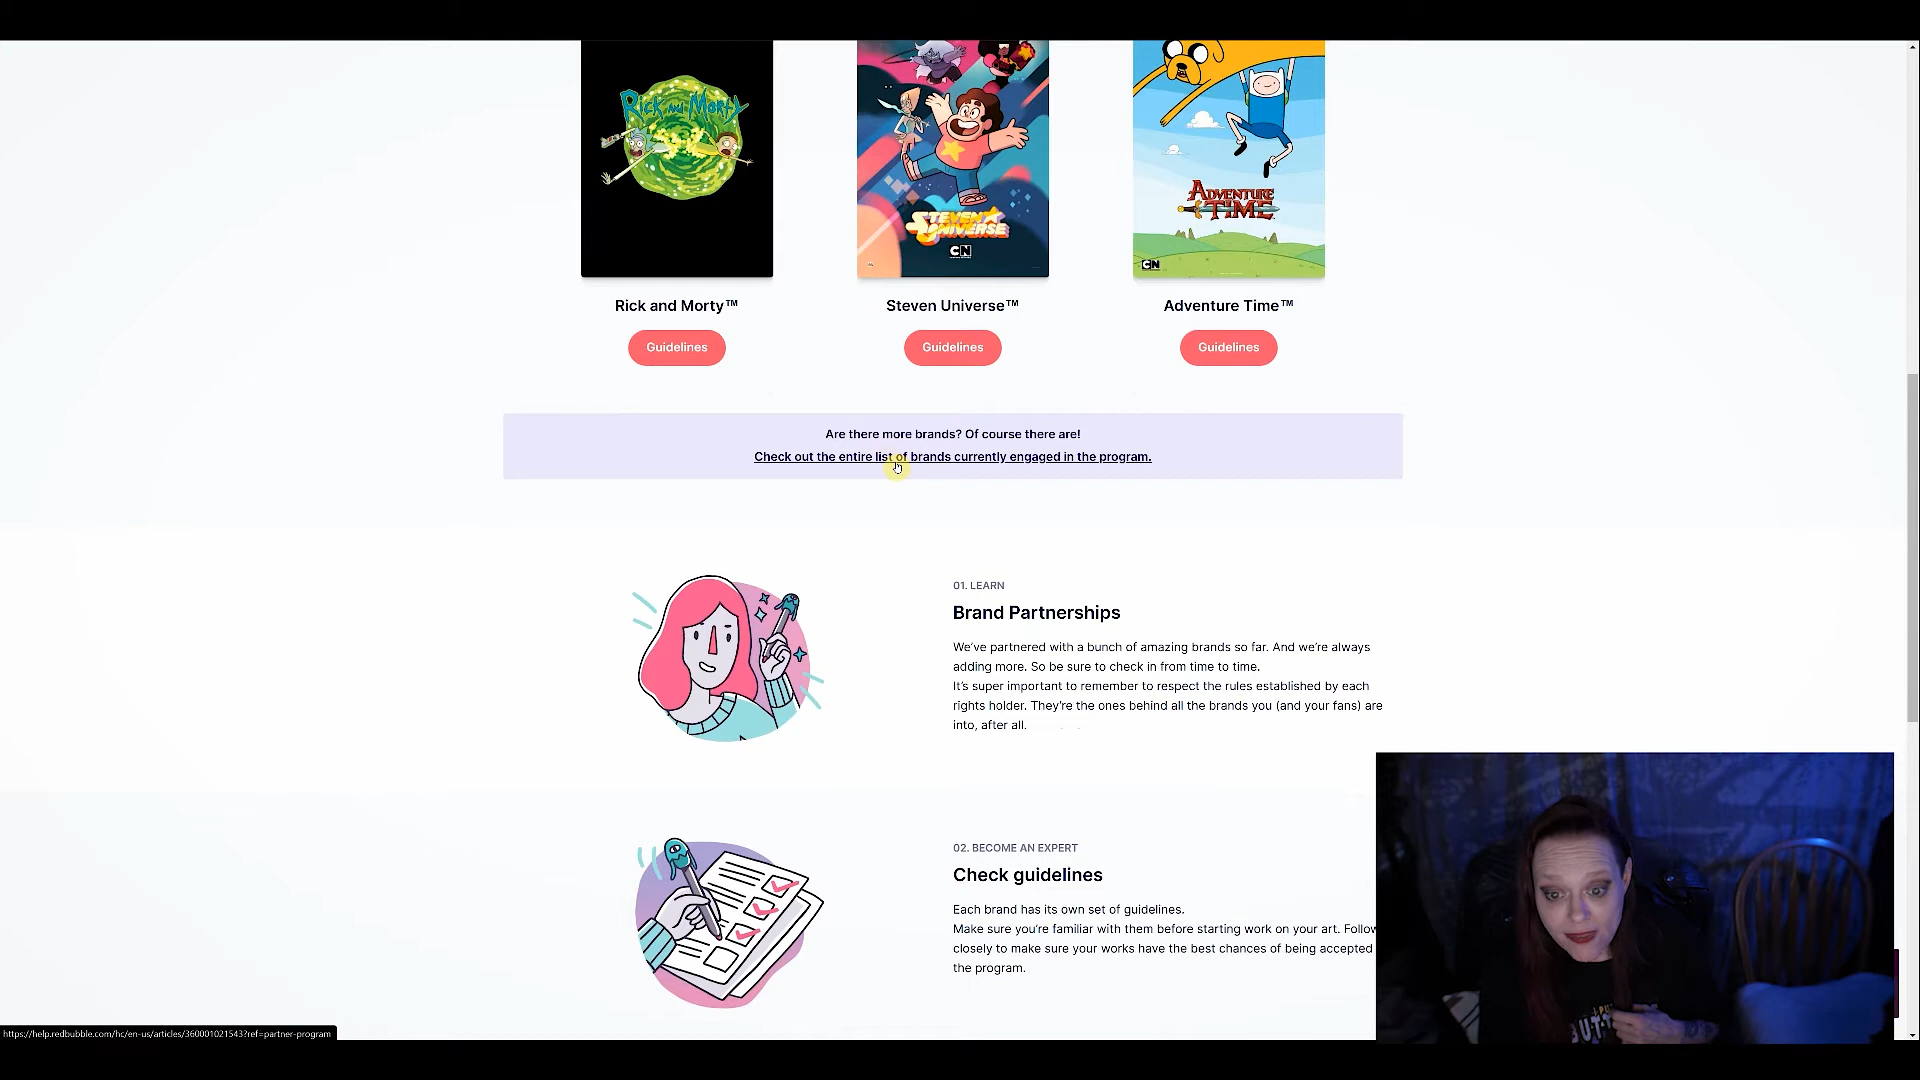 Rick and Morty
STEVEN
UNIVERSE
CN
ADVENTURE
TIME
CN
Rick and Morty™
Steven Universe™
Adventure Time™
Guidelines
Guidelines
Guidelines
Are there more brands? Of course there are!
Check out the entire list of brands currently engaged in the program.
01. LEARN
Brand Partnerships
We've partnered with a bunch of amazing brands so far. And we're always
adding more. So be sure to check in from time to time.
It's super important to remember to respect the rules established by each
rights holder. They're the ones behind all the brands you (and your fans) are
into, after all.
02. BECOME AN EXPERT
Check guidelines
Each brand has its own set of guidelines.
Make sure you're familiar with them before starting work on your art. Follow
closely to make sure your works have the best chances of being accepted
the program.
https://help.redbubble.com/hc/en-us/articles/360001021543?ref=partner-program